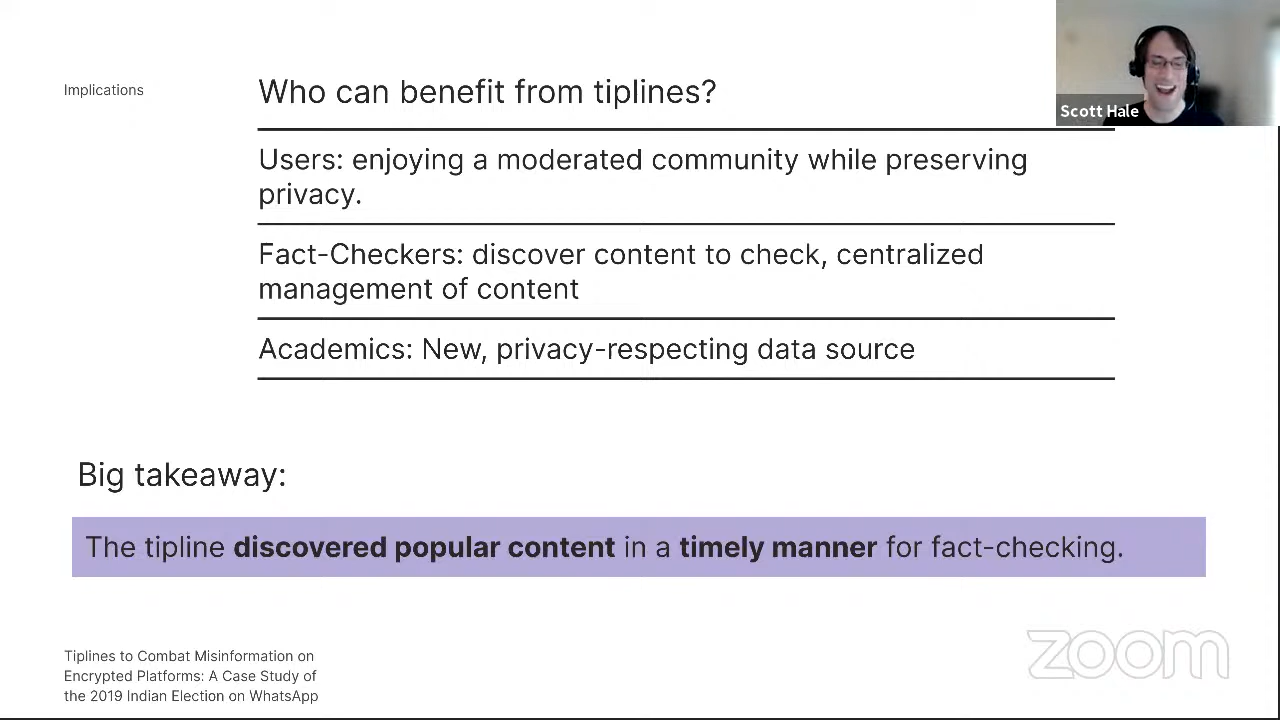 Implications
Who can benefit from tiplines?
Scott Hale
Users: enjoying a moderated community while preserving
privacy.
Fact-Checkers: discover content to check, centralized
management of content
Academics: New, privacy-respecting data source
Big takeaway:
The tipline discovered popular content in a timely manner for fact-checking.
Tiplines to Combat Misinformation on
Encrypted Platforms: A Case Study of
the 2019 Indian Election on WhatsApp
zoom